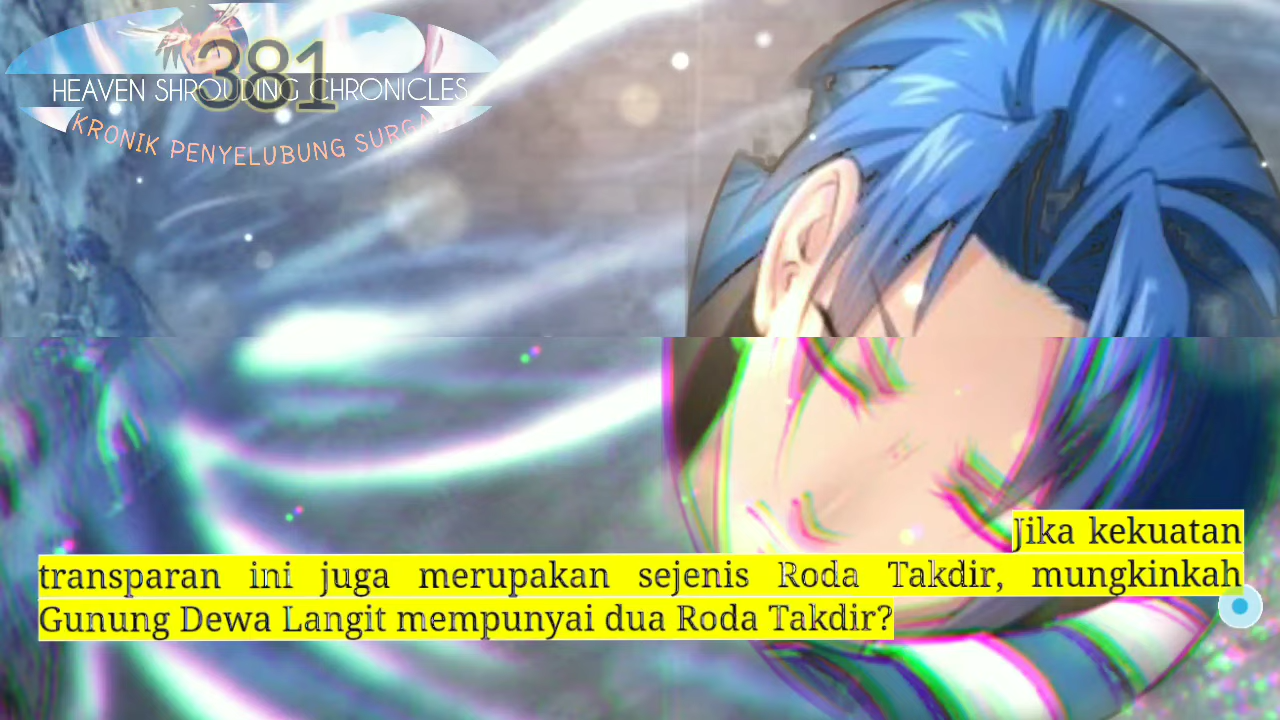 381
HEAVEN SHROUDING CHRONICLES
KRONIK PENYELUBUNG SURGA
Jika kekuatan
transparan ini juga merupakan sejenis Roda Takdir, mungkinkah
Gunung Dewa Langit mempunyai dua Roda Takdir?